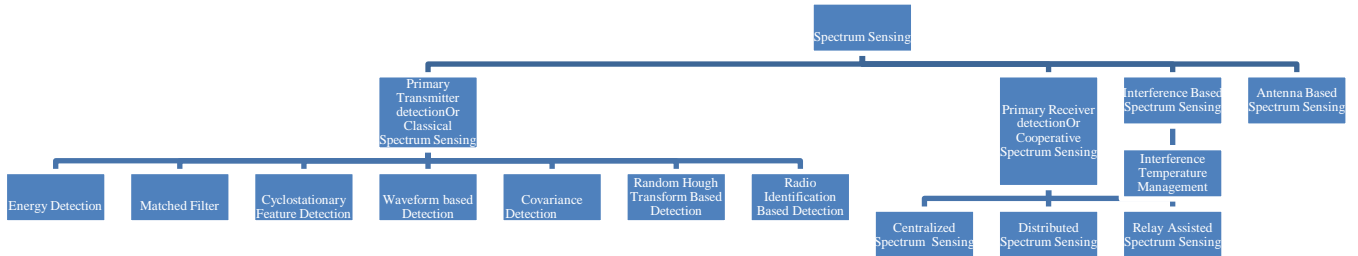 Spectrum Sensing
Primary
Transmitter
detectionOr
Classical
Spectrum Sensing
Primary Receiver
detectionOr
Cooperative
Spectrum Sensing
Interference Based
Spectrum Sensing
Antenna Based
Spectrum Sensing
Energy Detection
Matched Filter
Cyclostationary
Feature Detection
Waveform based
Detection
Covariance
Detection
Random Hough
Transform Based
Detection
Radio
Identification
Based Detection
Interference
Temperature
Management
Centralized
Spectrum Sensing
Distributed
Spectrum Sensing
Relay Assisted
Spectrum Sensing